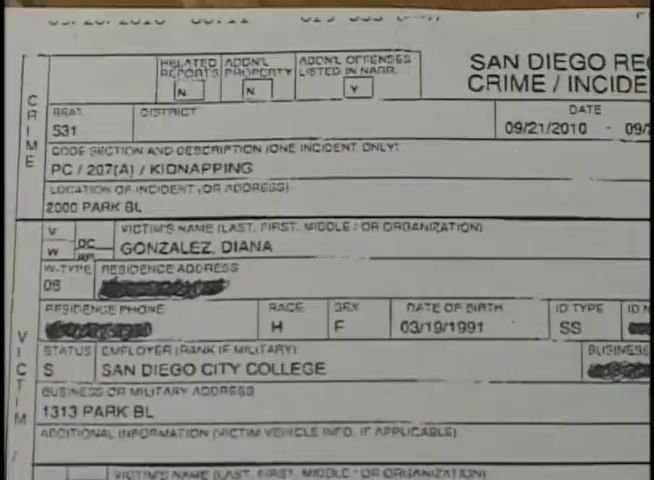 RELATED REPORTS
N
ADDN'L PROPERTY
N
ADDN'L OFFENSES LISTED IN NARR.
Y
SAN DIEGO RE
CRIME / INCIDE
CRIME
BEAT
S31
DISTRICT
DATE
09/21/2010 - 09/
CODE SECTION AND DESCRIPTION (ONE INCIDENT ONLY)
PC / 207(A) / KIDNAPPING
LOCATION OF INCIDENT (OR ADDRESS)
2000 PARK BL
VICTIM
V
W
DC
RP
VICTIM'S NAME (LAST, FIRST, MIDDLE / OR ORGANIZATION)
GONZALEZ, DIANA
W-TYPE
06
RESIDENCE ADDRESS
RESIDENCE PHONE
RACE
H
SEX
F
DATE OF BIRTH
03/19/1991
ID TYPE
SS
STATUS
S
EMPLOYER (RANK IF MILITARY)
SAN DIEGO CITY COLLEGE
BUSINESS
BUSINESS OR MILITARY ADDRESS
1313 PARK BL
ADDITIONAL INFORMATION (VICTIM VEHICLE INFO. IF APPLICABLE)
VICTIM'S NAME (LAST, FIRST, MIDDLE / OR ORGANIZATION)